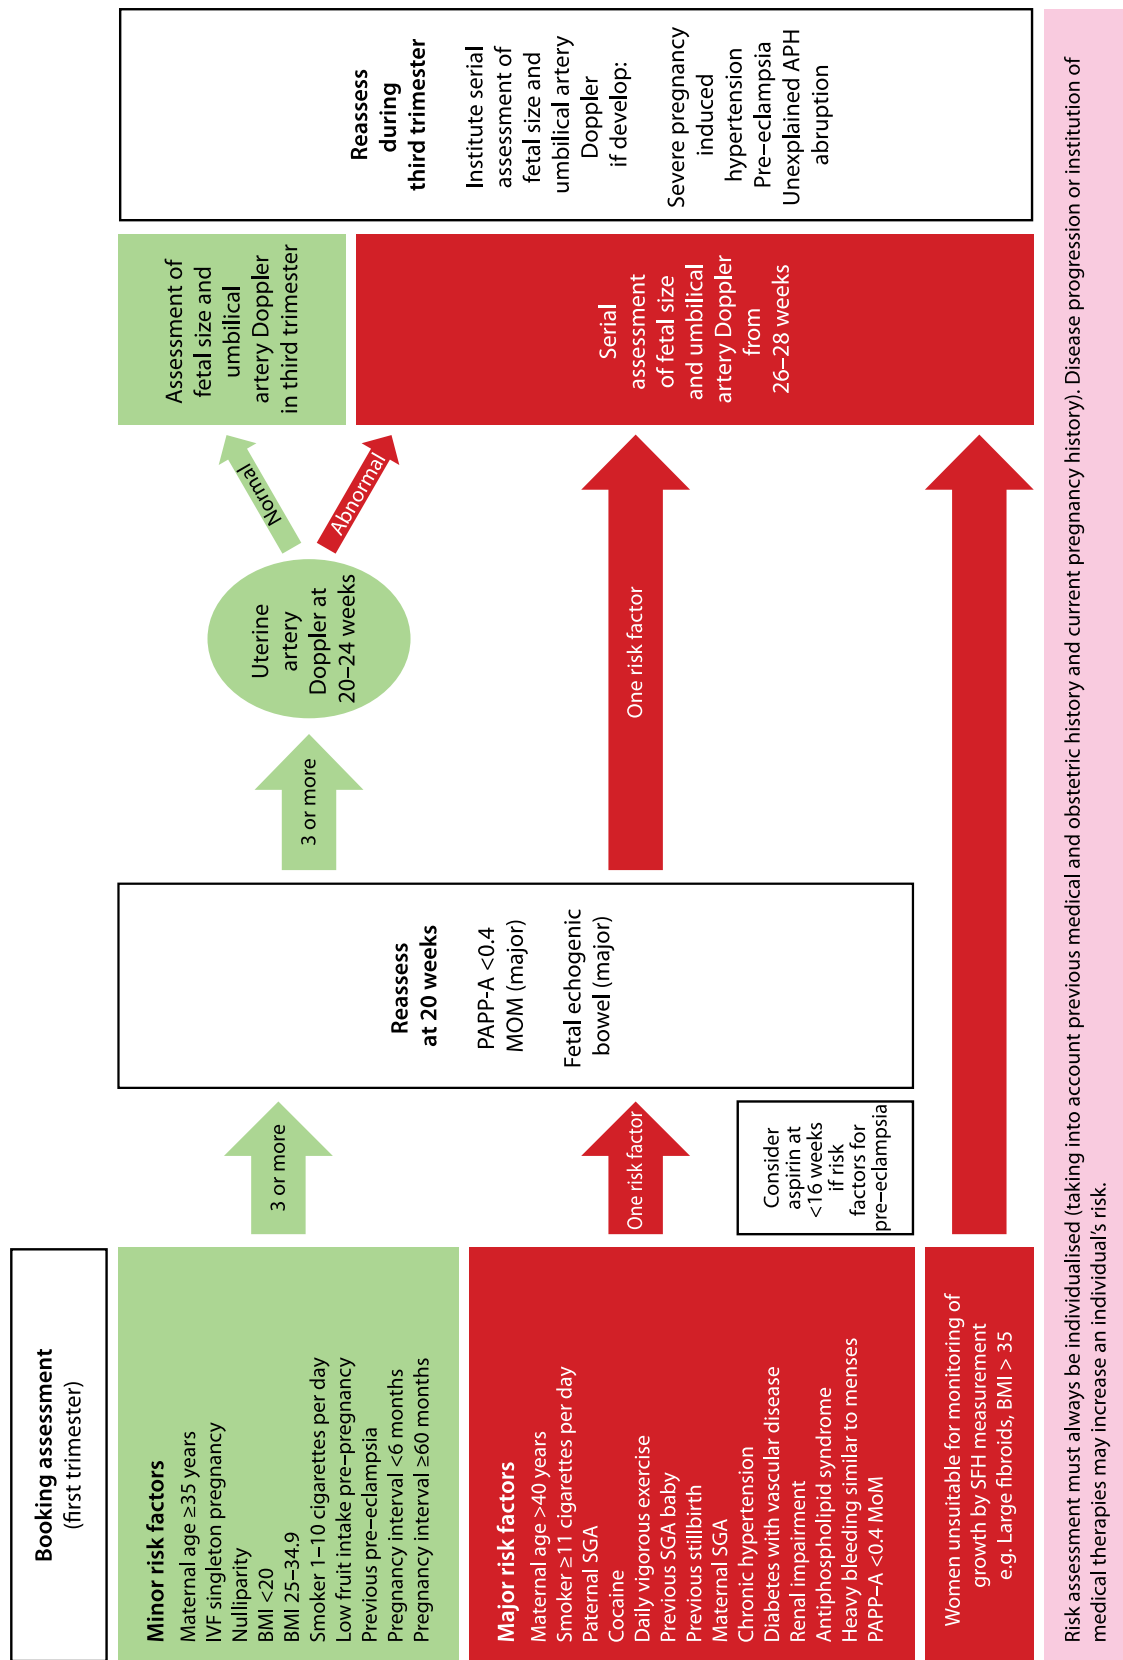 Booking assessment
(first trimester)
Minor risk factors
Maternal age ≥35 years
IVF singleton pregnancy
Nulliparity
BMI <20
BMI 25–34.9
Smoker 1–10 cigarettes per day
Low fruit intake pre–pregnancy
Previous pre–eclampsia
Pregnancy interval <6 months
Pregnancy interval ≥60 months
Major risk factors
Maternal age >40 years
Smoker ≥11 cigarettes per day
Paternal SGA
Cocaine
Daily vigorous exercise
Previous SGA baby
Previous stillbirth
Maternal SGA
Chronic hypertension
Diabetes with vascular disease
Renal impairment
Antiphospholipid syndrome
Heavy bleeding similar to menses
PAPP–A <0.4 MoM
Women unsuitable for monitoring of
growth by SFH measurement
e.g. Large fibroids, BMI > 35
3 or more
One risk factor
Consider
aspirin at
<16 weeks
if risk
factors for
pre–eclampsia
Reassess
at 20 weeks
PAPP-A <0.4
MOM (major)
Fetal echogenic
bowel (major)
3 or more
One risk factor
Uterine
artery
Doppler at
20–24 weeks
Normal
Abnormal
Assessment of
fetal size and
umbilical
artery Doppler
in third trimester
Serial
assessment
of fetal size
and umbilical
artery Doppler
from
26–28 weeks
Reassess
during
third trimester
Institute serial
assessment of
fetal size and
umbilical artery
Doppler
if develop:
Severe pregnancy
induced
hypertension
Pre–eclampsia
Unexplained APH
abruption
Risk assessment must always be individualised (taking into account previous medical and obstetric history and current pregnancy history). Disease progression or institution of
medical therapies may increase an individual's risk.